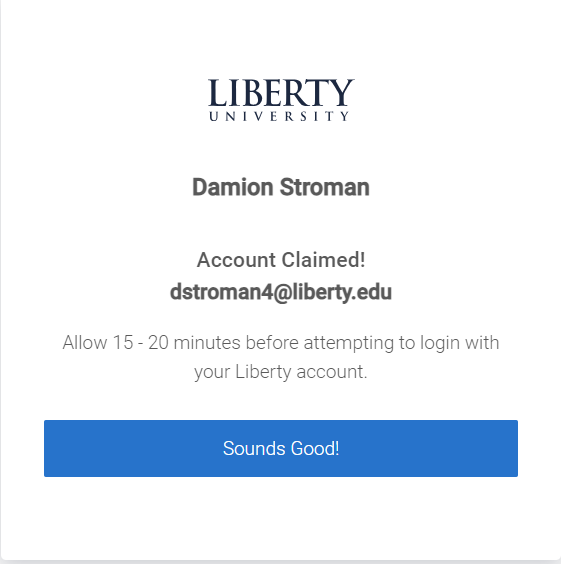 LIBERTY
UNIVERSITY
Damion Stroman
Account Claimed!
dstroman4@liberty.edu
Allow 15 - 20 minutes before attempting to login with
your Liberty account.
Sounds Good!